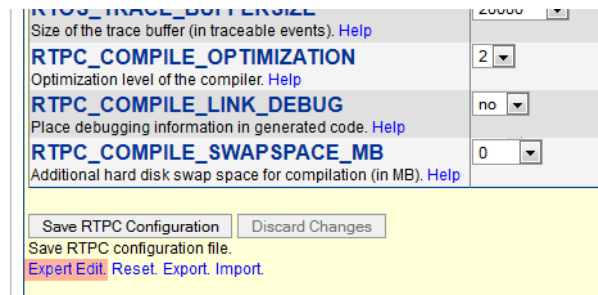 RTOS_TRACE_BUFFERSIZE 20000
Size of the trace buffer (in traceable events). Help
RTPC_COMPILE_OPTIMIZATION 2
Optimization level of the compiler. Help
RTPC_COMPILE_LINK_DEBUG no
Place debugging information in generated code. Help
RTPC_COMPILE_SWAPSPACE_MB 0
Additional hard disk swap space for compilation (in MB). Help
Save RTPC Configuration Discard Changes
Save RTPC configuration file.
Expert Edit. Reset. Export. Import.